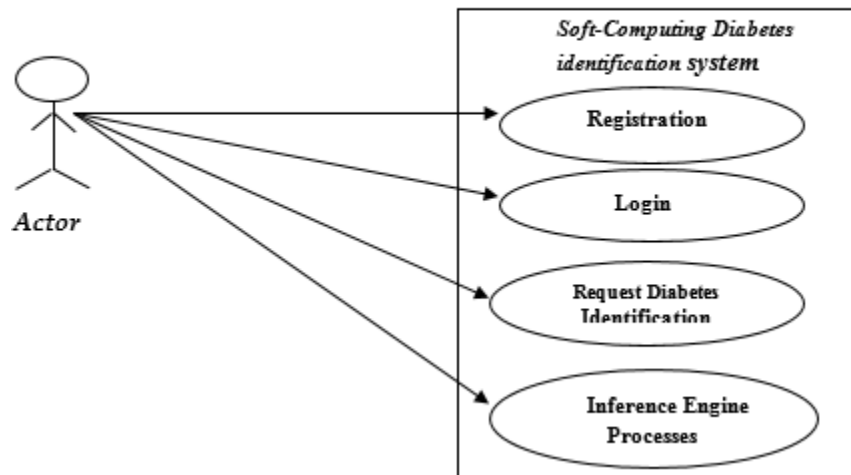 Soft-Computing Diabetes
identification system
Registration
Login
Actor
Request Diabetes
Identification
Inference Engine
Processes